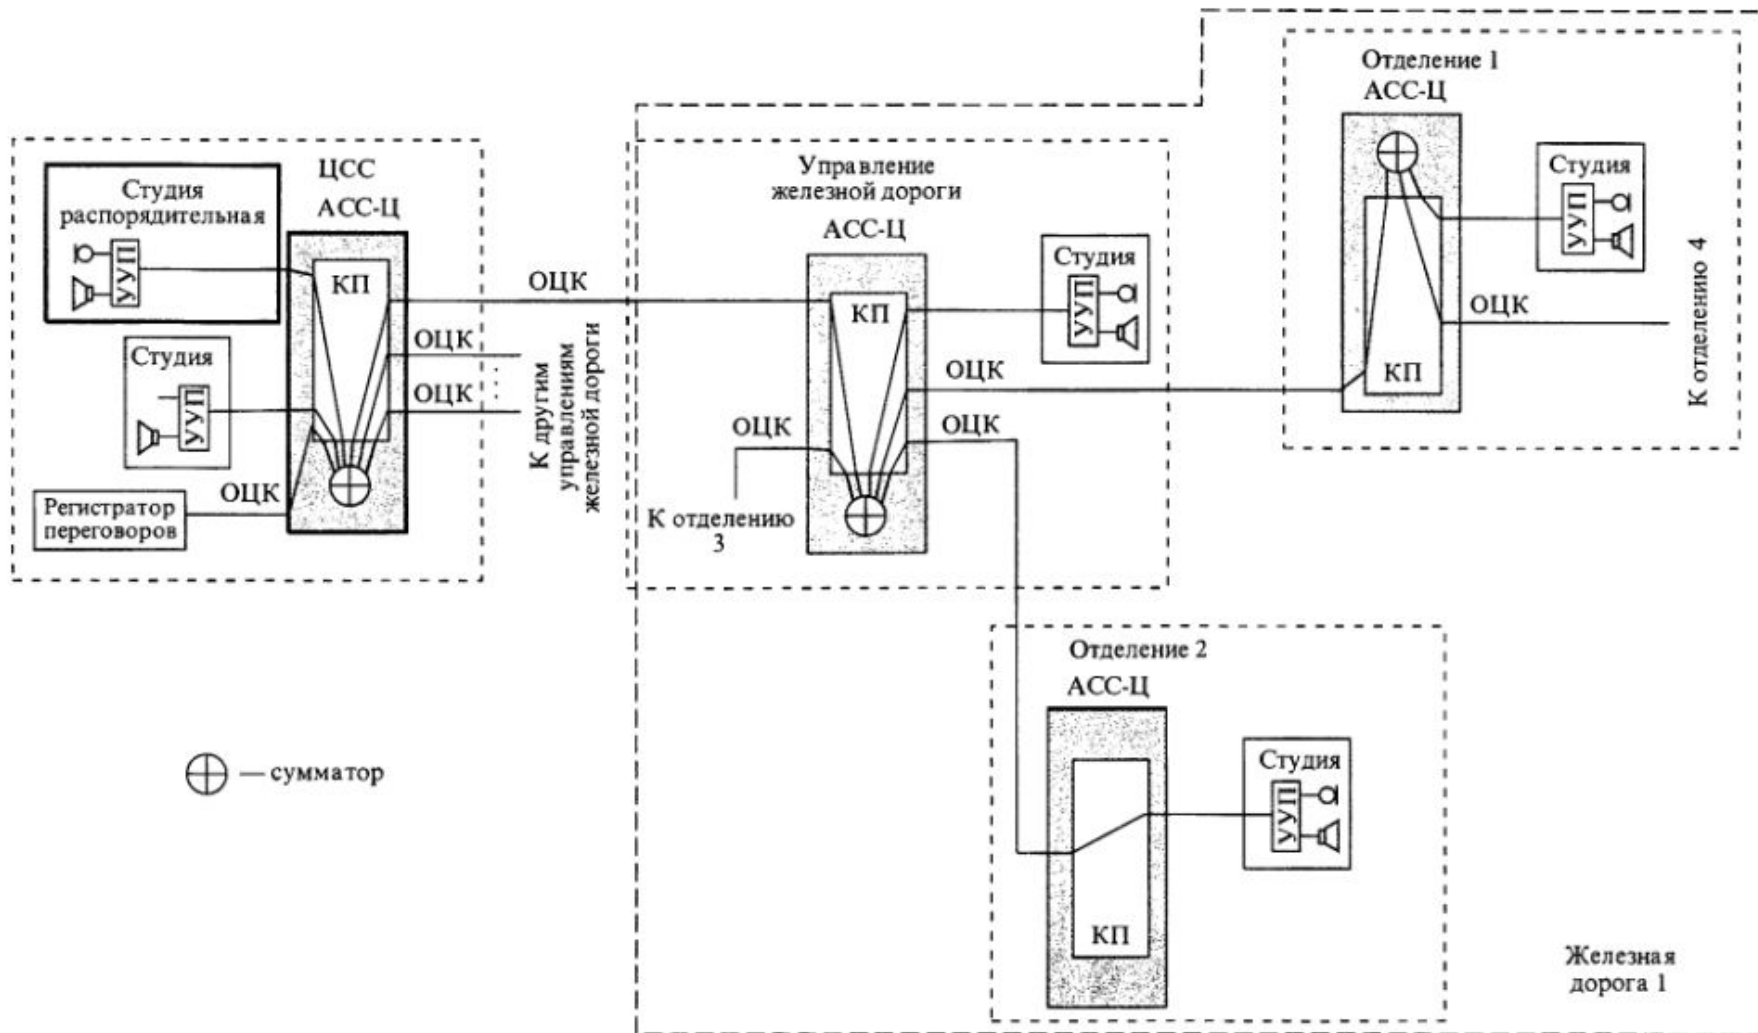 ЦСС
АСС-Ц
Студия
распорядительная
УУП
КП
ОЦК
ОЦК
ОЦК
Студия
УУП
ОЦК
Регистратор
переговоров
К другим
управлениям
железной дороги
Управление
железной дороги
АСС-Ц
КП
Студия
УУП
ОЦК
ОЦК
ОЦК
К отделению
3
Отделение 1
АСС-Ц
КП
Студия
УУП
ОЦК
К отделению 4
Отделение 2
АСС-Ц
КП
Студия
УУП
— сумматор
Железная
дорога 1